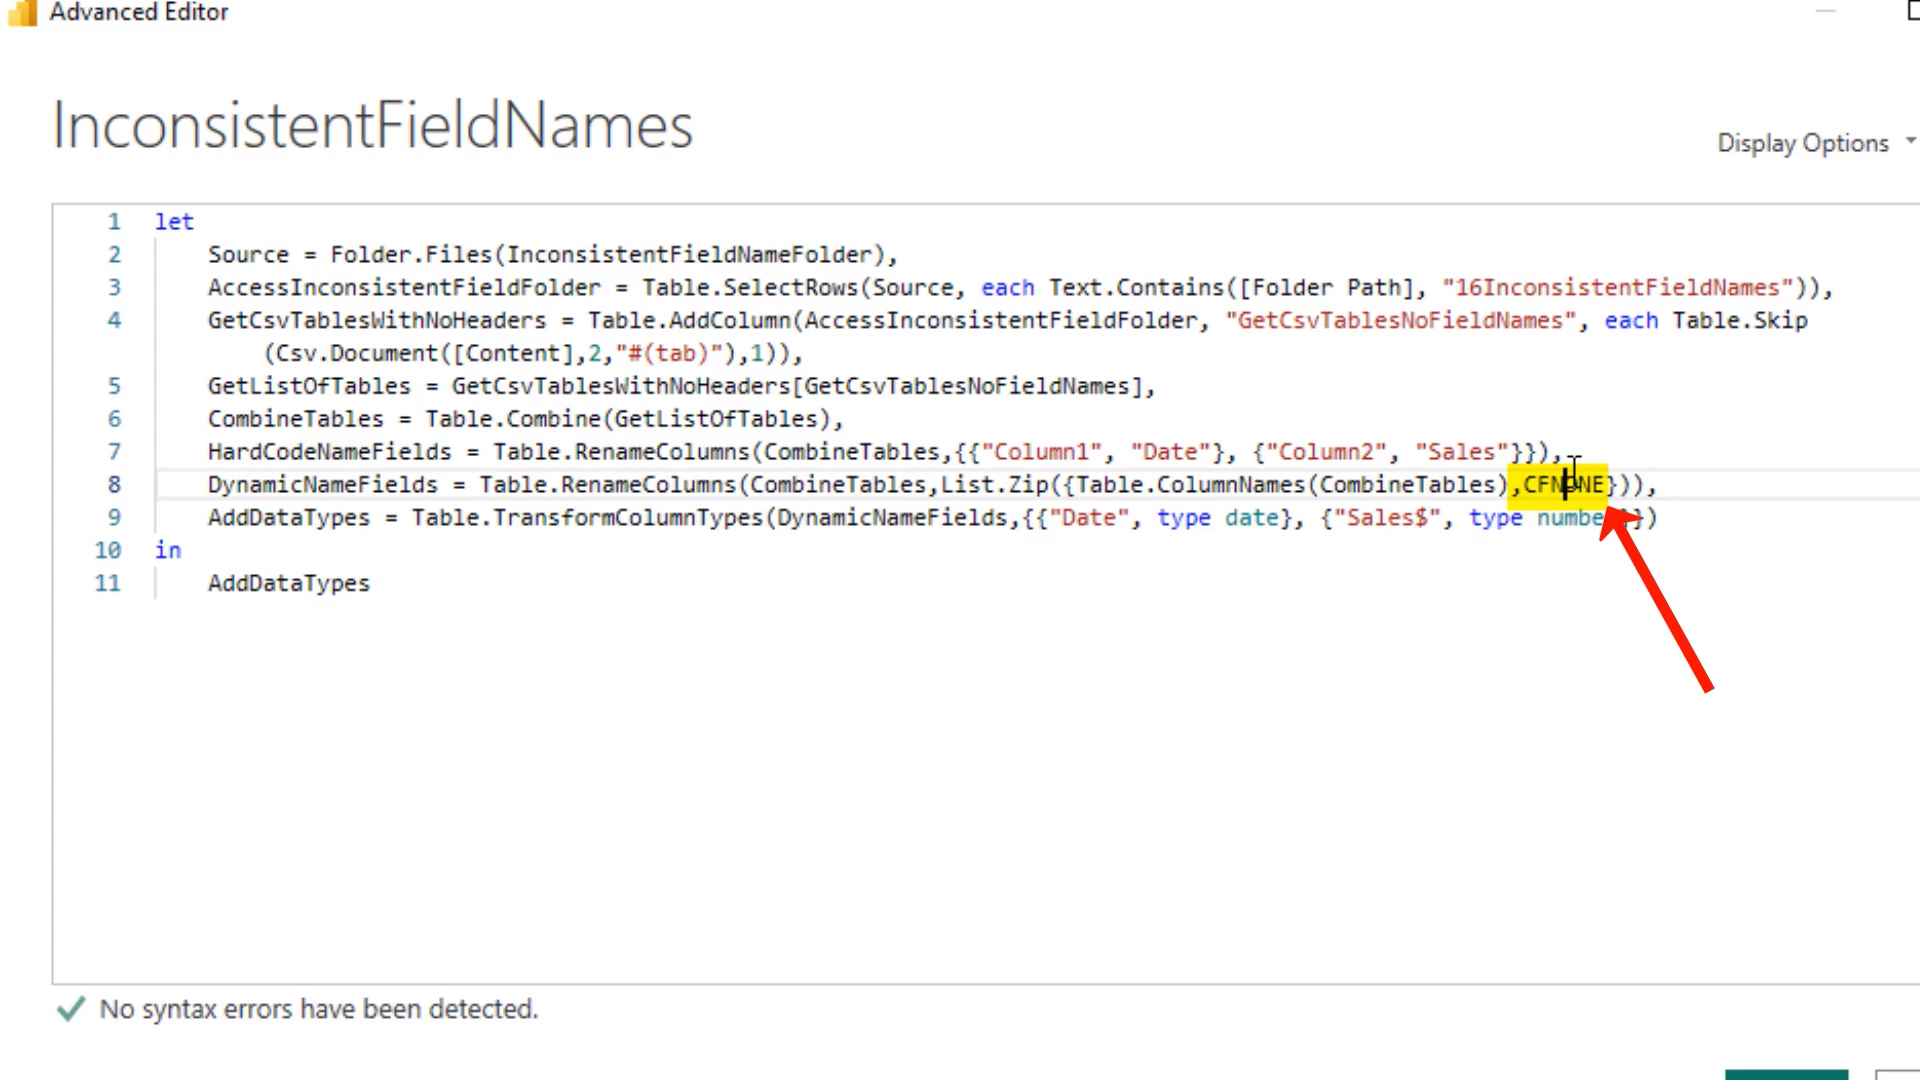 Advanced Editor
InconsistentFieldNames
Display Options
1 let
2 Source = Folder.Files(InconsistentFieldNameFolder),
3 AccessInconsistentFieldFolder = Table.SelectRows(Source, each Text.Contains([Folder Path], "16InconsistentFieldNames")),
4 GetCsvTablesWithNoHeaders = Table.AddColumn(AccessInconsistentFieldFolder, "GetCsvTablesNoFieldNames", each Table.Skip
(Csv.Document([Content],2,"#(tab)"),1)),
5 GetListOfTables = GetCsvTablesWithNoHeaders[GetCsvTablesNoFieldNames],
6 CombineTables = Table.Combine(GetListOfTables),
7 HardCodeNameFields = Table.RenameColumns(CombineTables,{{"Column1", "Date"}, {"Column2", "Sales"}}),
8 DynamicNameFields = Table.RenameColumns(CombineTables,List.Zip({Table.ColumnNames(CombineTables),})),
9 AddDataTypes = Table.TransformColumnTypes(DynamicNameFields,{{"Date", type date}, {"Sales$", type number}})
10 in
11 AddDataTypes
No syntax errors have been detected.